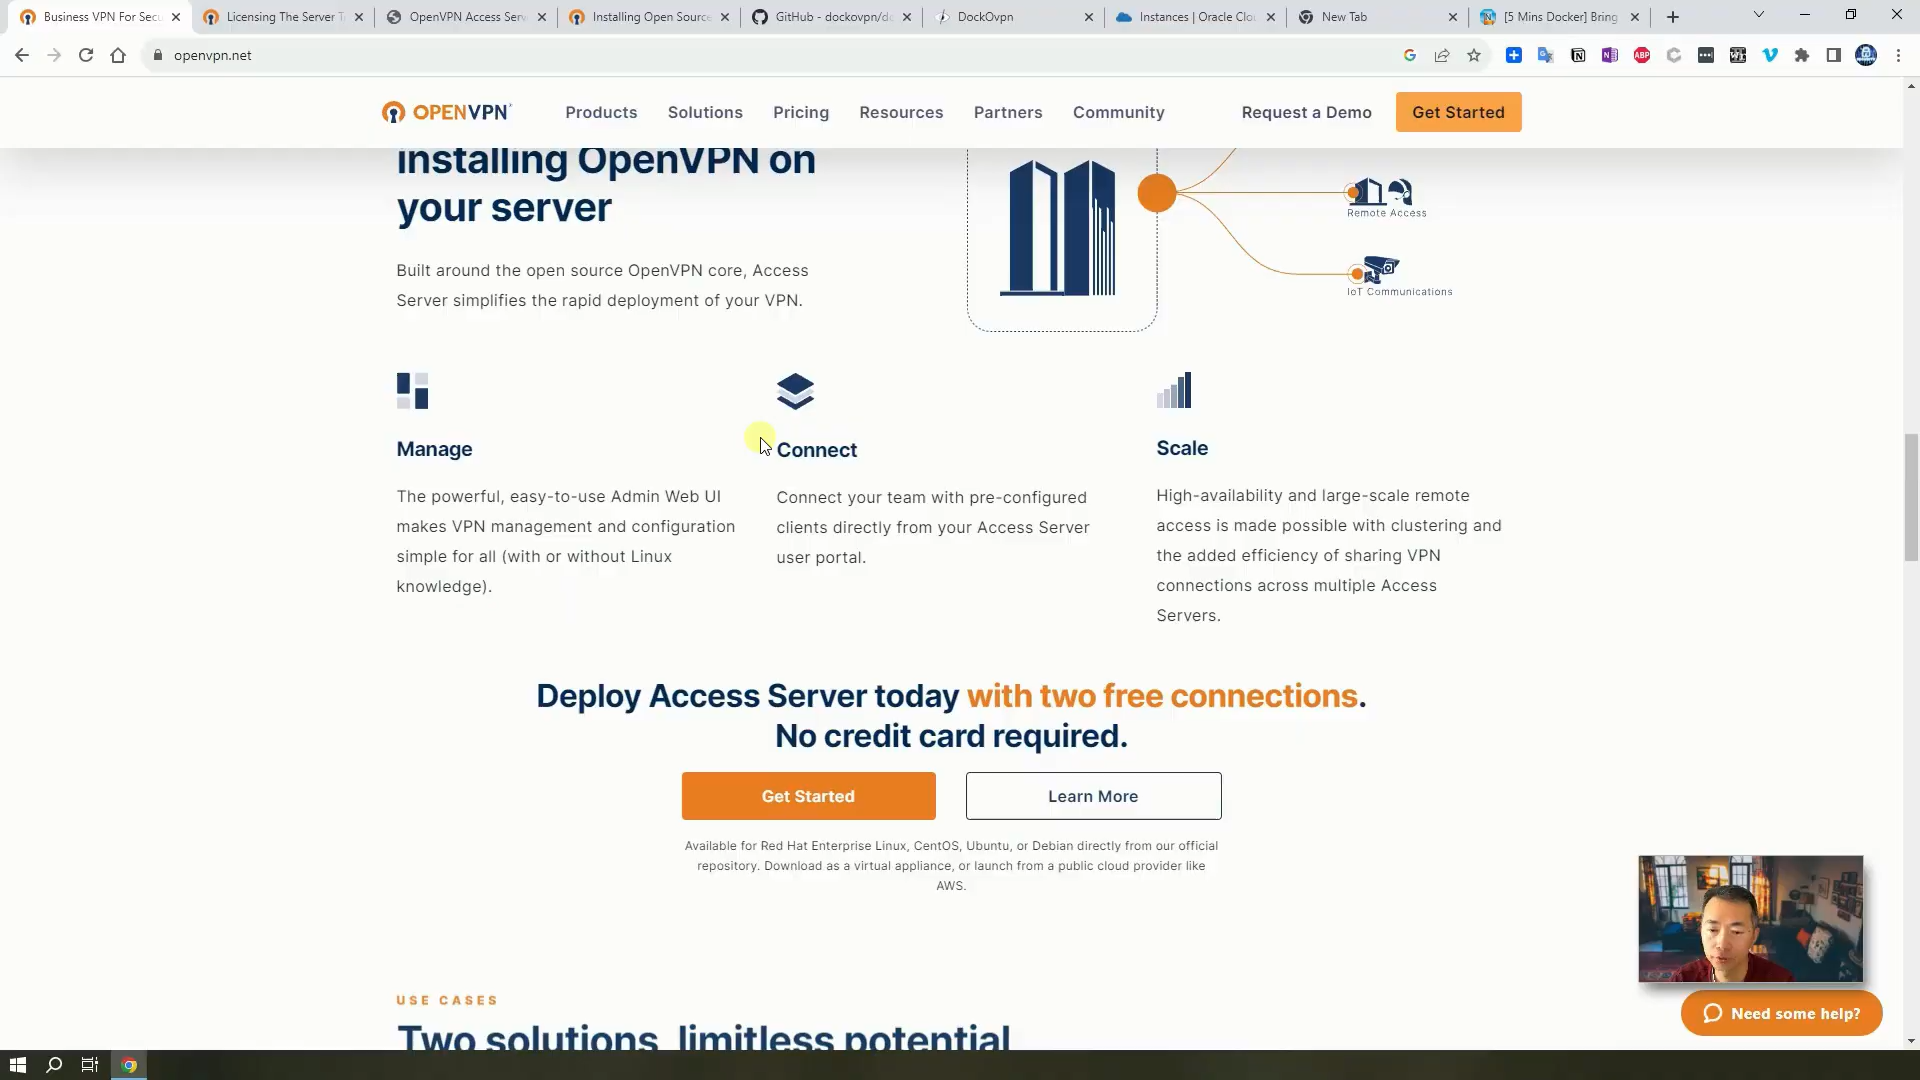 Business VPN For Secu
Licensing The Server T
OpenVPN Access Serv
Installing Open Source
GitHub - dockovpn/do
DockOvpn
Instances | Oracle Clou
New Tab
[5 Mins Docker] Bring
openvpn.net
OPENVPN
Products
Solutions
Pricing
Resources
Partners
Community
Request a Demo
Get Started
installing OpenVPN on
your server
Remote Access
IoT Communications
Built around the open source OpenVPN core, Access
Server simplifies the rapid deployment of your VPN.
Manage
The powerful, easy-to-use Admin Web UI
makes VPN management and configuration
simple for all (with or without Linux
knowledge).
Connect
Connect your team with pre-configured
clients directly from your Access Server
user portal.
Scale
High-availability and large-scale remote
access is made possible with clustering and
the added efficiency of sharing VPN
connections across multiple Access
Servers.
Deploy Access Server today with two free connections.
No credit card required.
Get Started
Learn More
Available for Red Hat Enterprise Linux, CentOS, Ubuntu, or Debian directly from our official
repository. Download as a virtual appliance, or launch from a public cloud provider like
AWS.
USE CASES
Two solutions, limitless potential
Need some help?
ABP